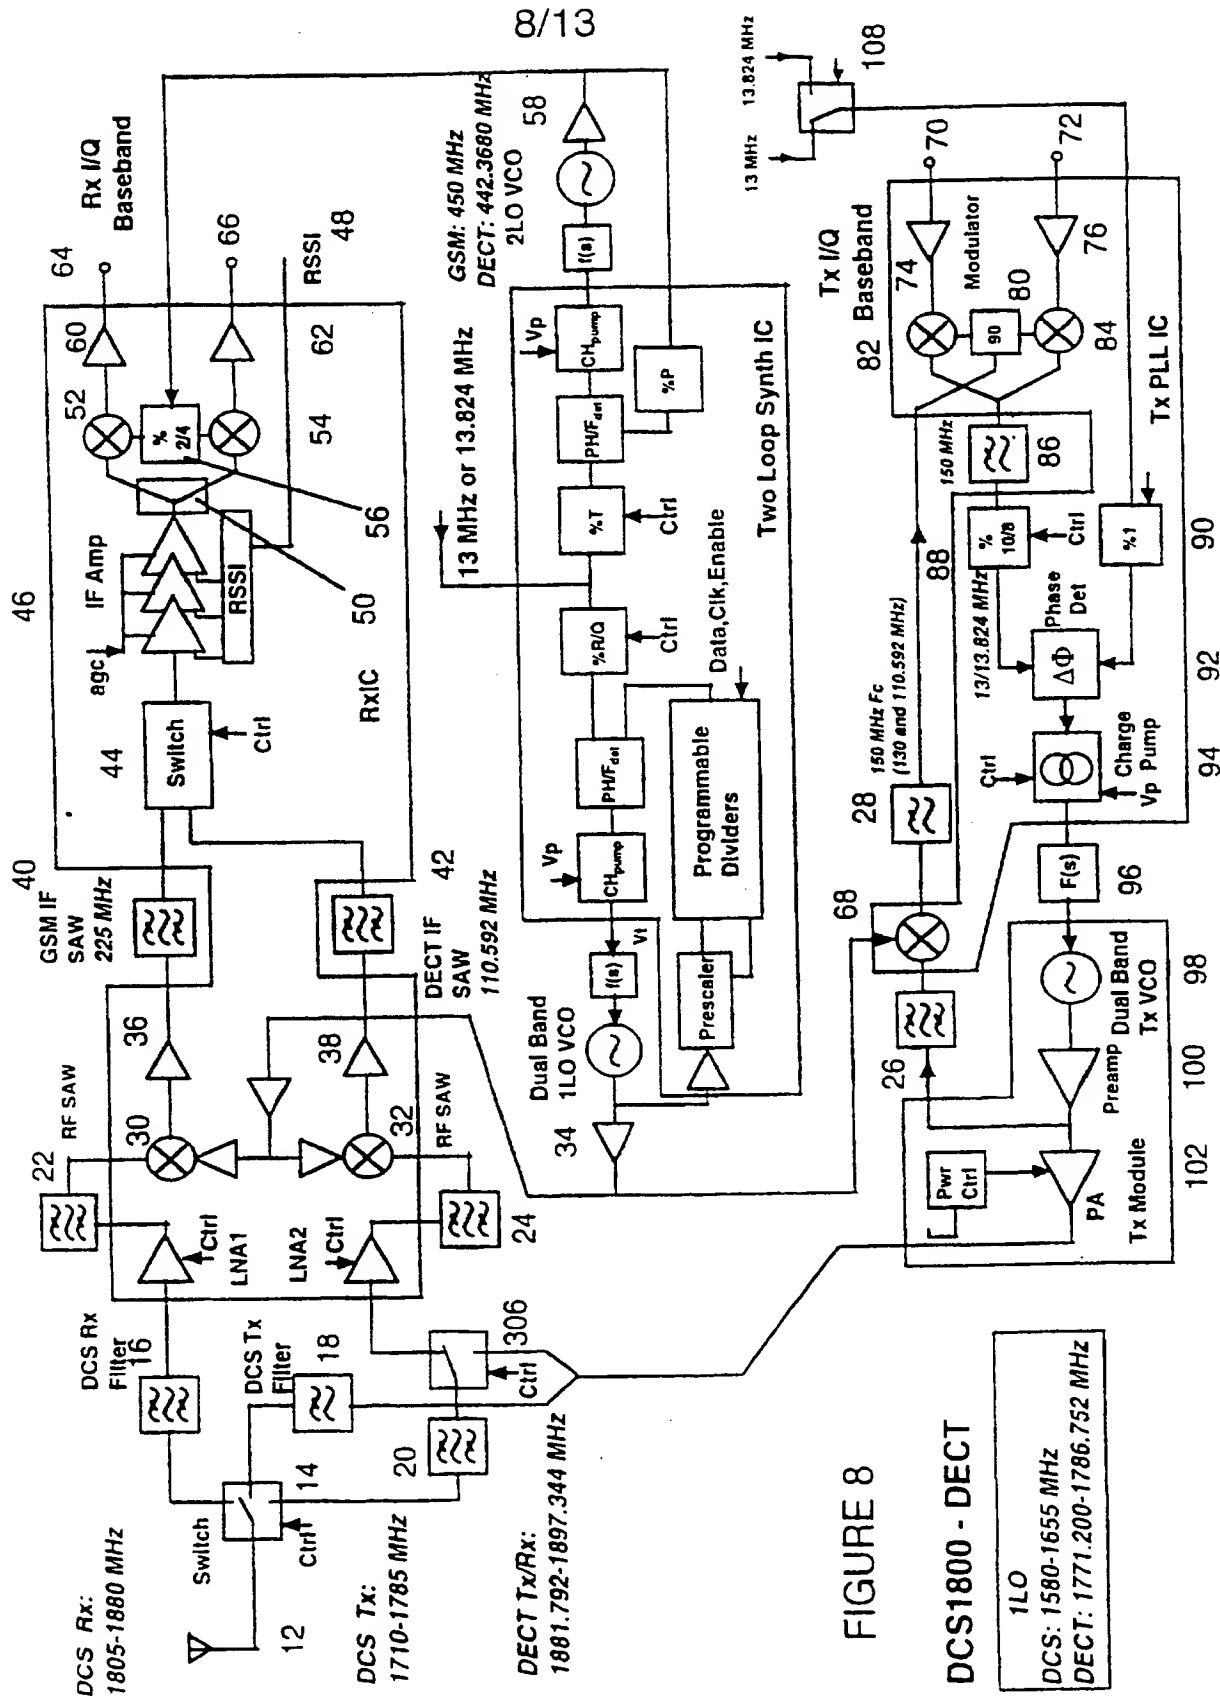 8/13
DCS Rx:
1805-1880 MHz
12
Switch
14
Ctrl
DCS Tx:
1710-1785 MHz
DECT Tx/Rx:
1881.792-1897.344 MHz
DCS Rx
Filter
16
DCS Tx
Filter
18
20
306
Ctrl
22
RF SAW
30
36
LNA1
Ctrl
LNA2
Ctrl
38
32
RF SAW
24
GSM IF
SAW
225 MHz
40
42
DECT IF
SAW
110.592 MHz
44
Switch
Ctrl
46
agc
IF Amp
RSSI
RxIC
50
56
52
%
2/4
54
60
62
64
66
Rx I/Q
Baseband
RSSI
48
GSM: 450 MHz
DECT: 442.3680 MHz
2LO VCO
58
f(s)
Vp
CHpump
PH/Fdet
%P
%T
Ctrl
13 MHz or 13.824 MHz
Two Loop Synth IC
%R/Q
Ctrl
Data,Clk,Enable
PH/Fdet
Programmable
Dividers
Vp
CHpump
Vt
f(s)
Prescaler
Dual Band
1LO VCO
34
13 MHz
13.824 MHz
108
70
72
Tx I/Q
Baseband
74
Modulator
76
82
90
80
84
150 MHz
86
Tx PLL IC
88
%
10/8
Ctrl
%1
90
13/13.824 MHz
Phase
Det
ΔΦ
92
150 MHz Fc
(130 and 110.592 MHz)
28
Ctrl
Charge
Pump
Vp
94
68
F(s)
96
26
Dual Band
Tx VCO
98
Preamp
100
Pwr
Ctrl
PA
102
Tx Module
FIGURE 8
DCS1800 - DECT
1LO
DCS: 1580-1655 MHz
DECT: 1771.200-1786.752 MHz